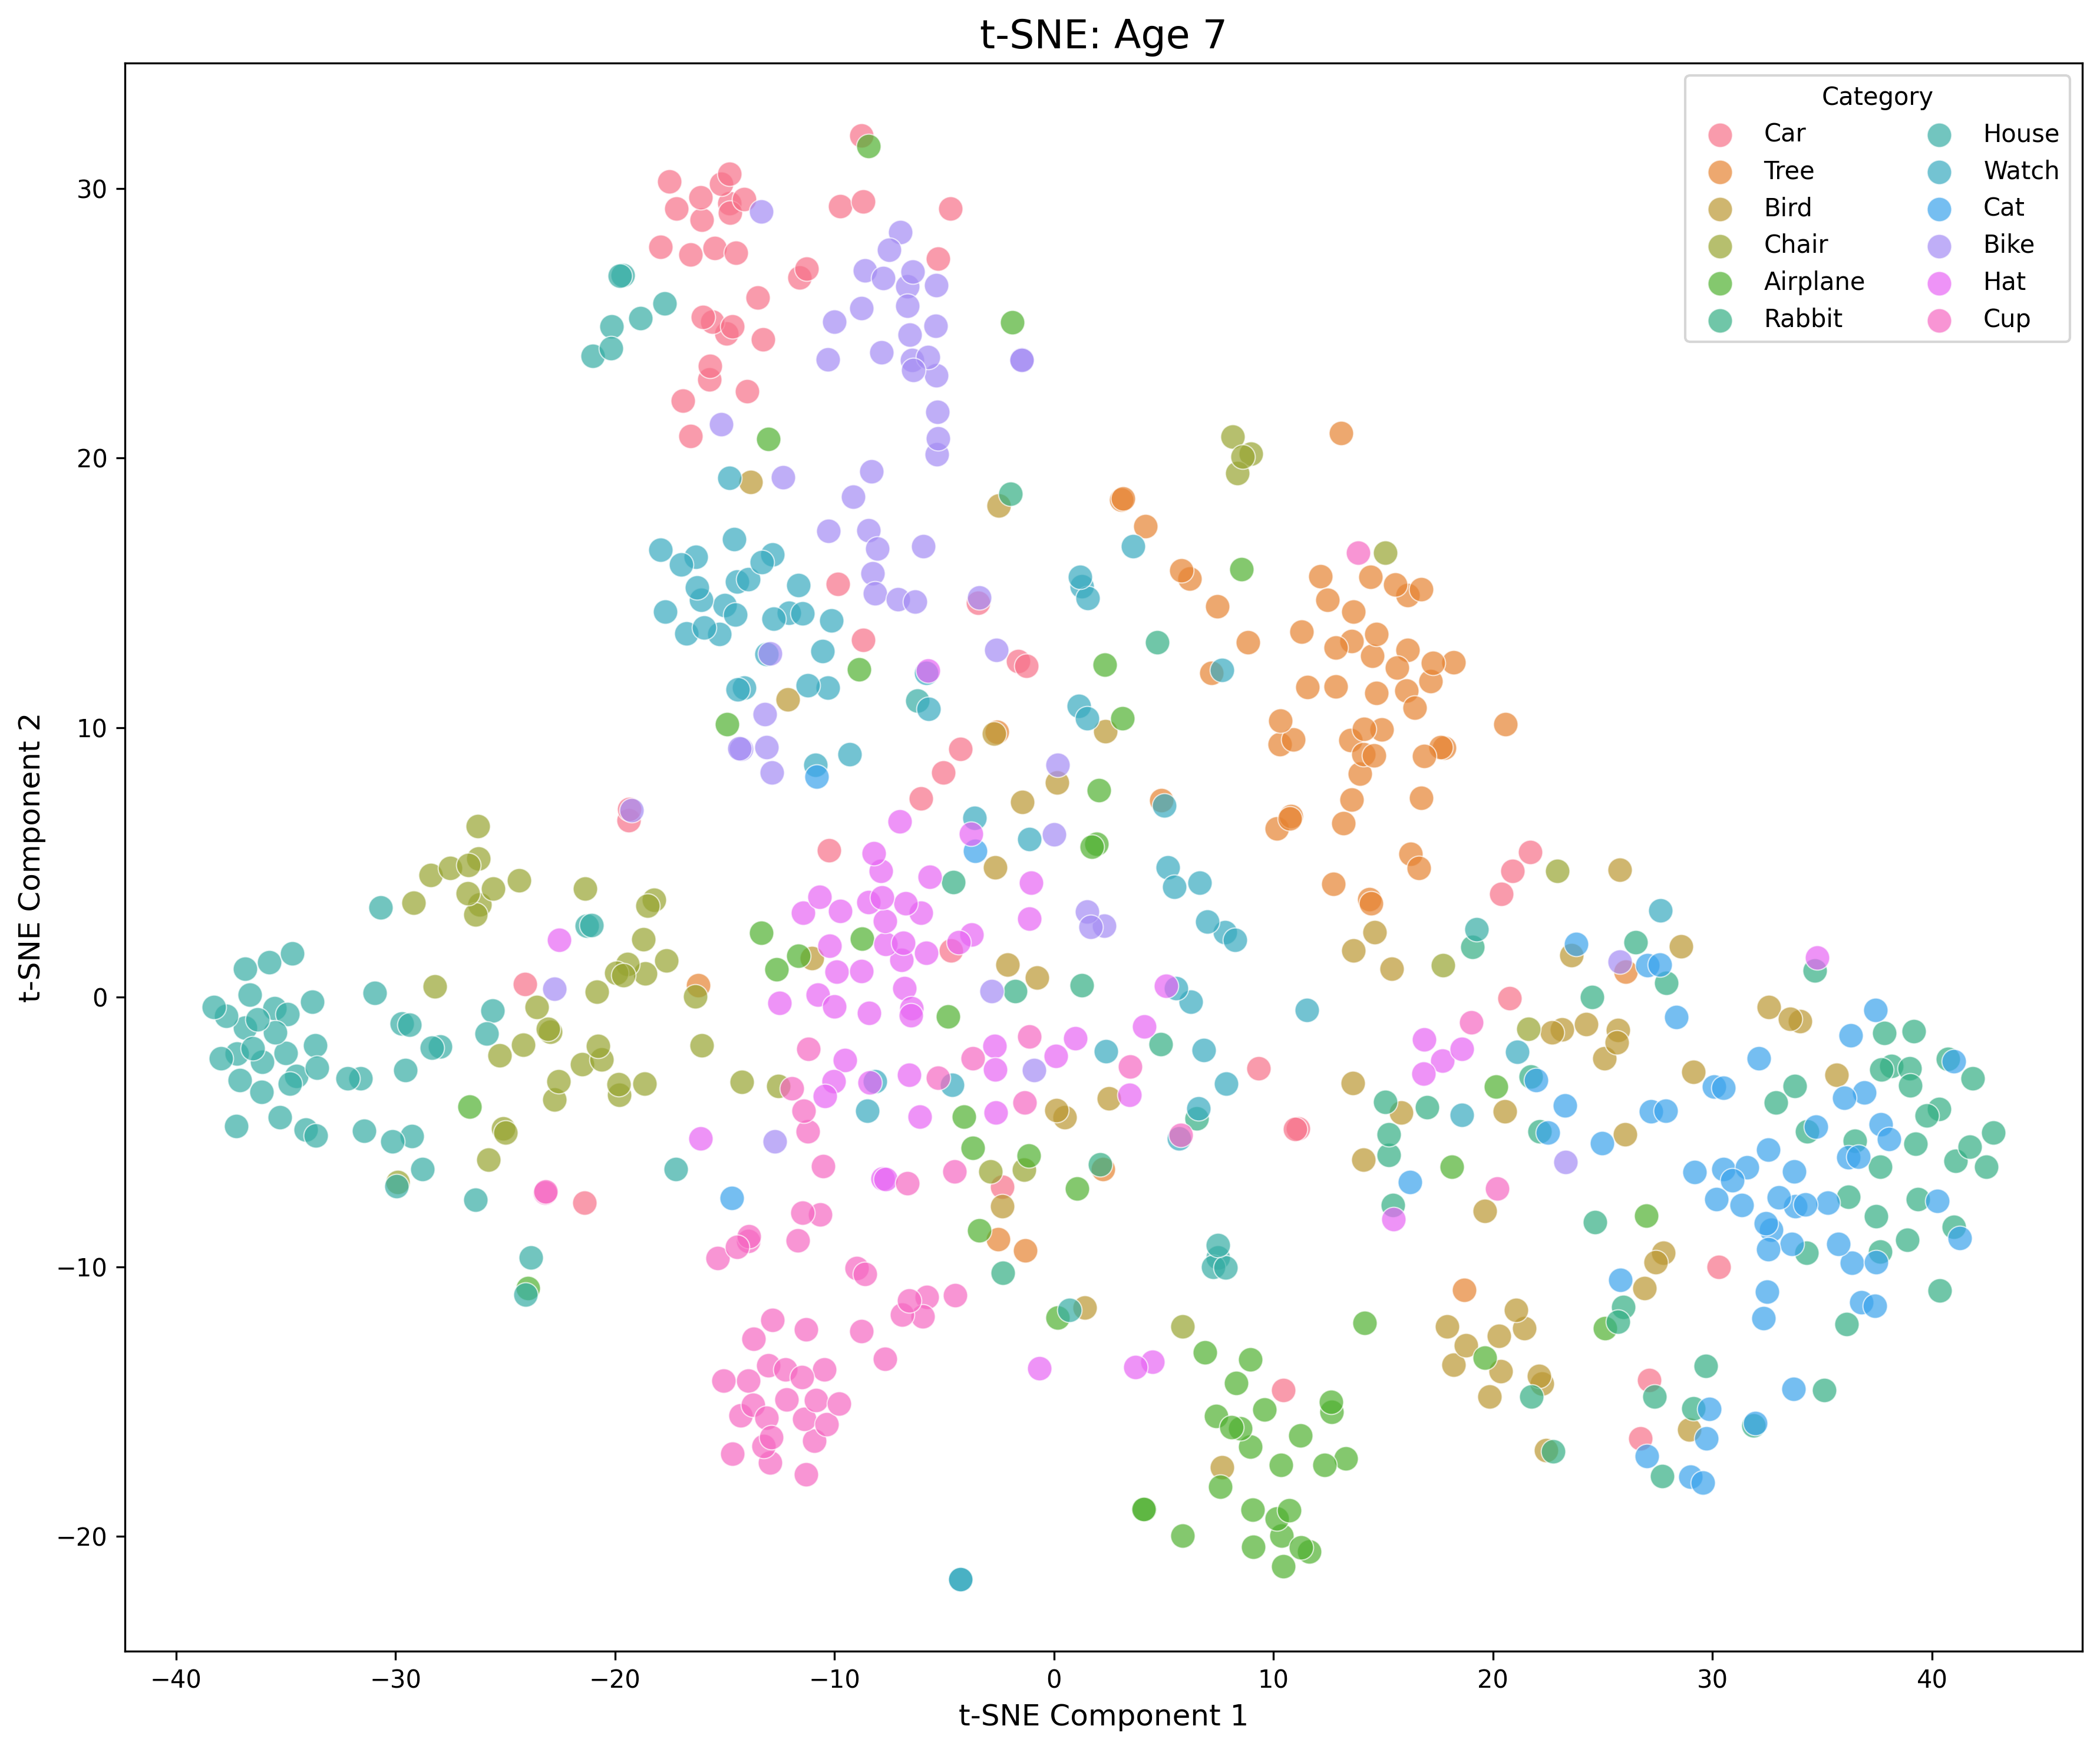 t-SNE: Age 7
Category
Car
Tree
Bird
Chair
Airplane
Rabbit
House
Watch
Cat
Bike
Hat
Cup
30
20
10
0
−10
−20
t-SNE Component 2
−40 −30 −20 −10 0 10 20 30 40
t-SNE Component 1